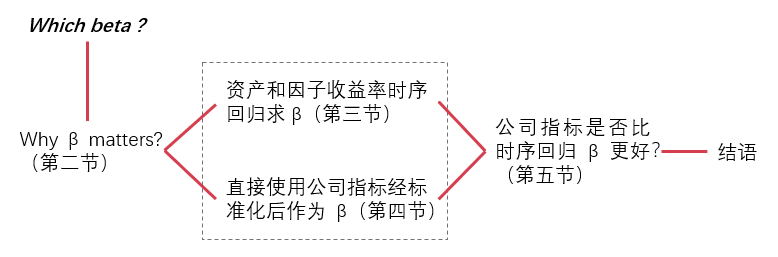 Which beta ?
Why β matters?
（第二节）
资产和因子收益率时序
回归求 β（第三节）
直接使用公司指标经标
准化后作为 β（第四节）
公司指标是否比
时序回归 β 更好?
（第五节）
结语